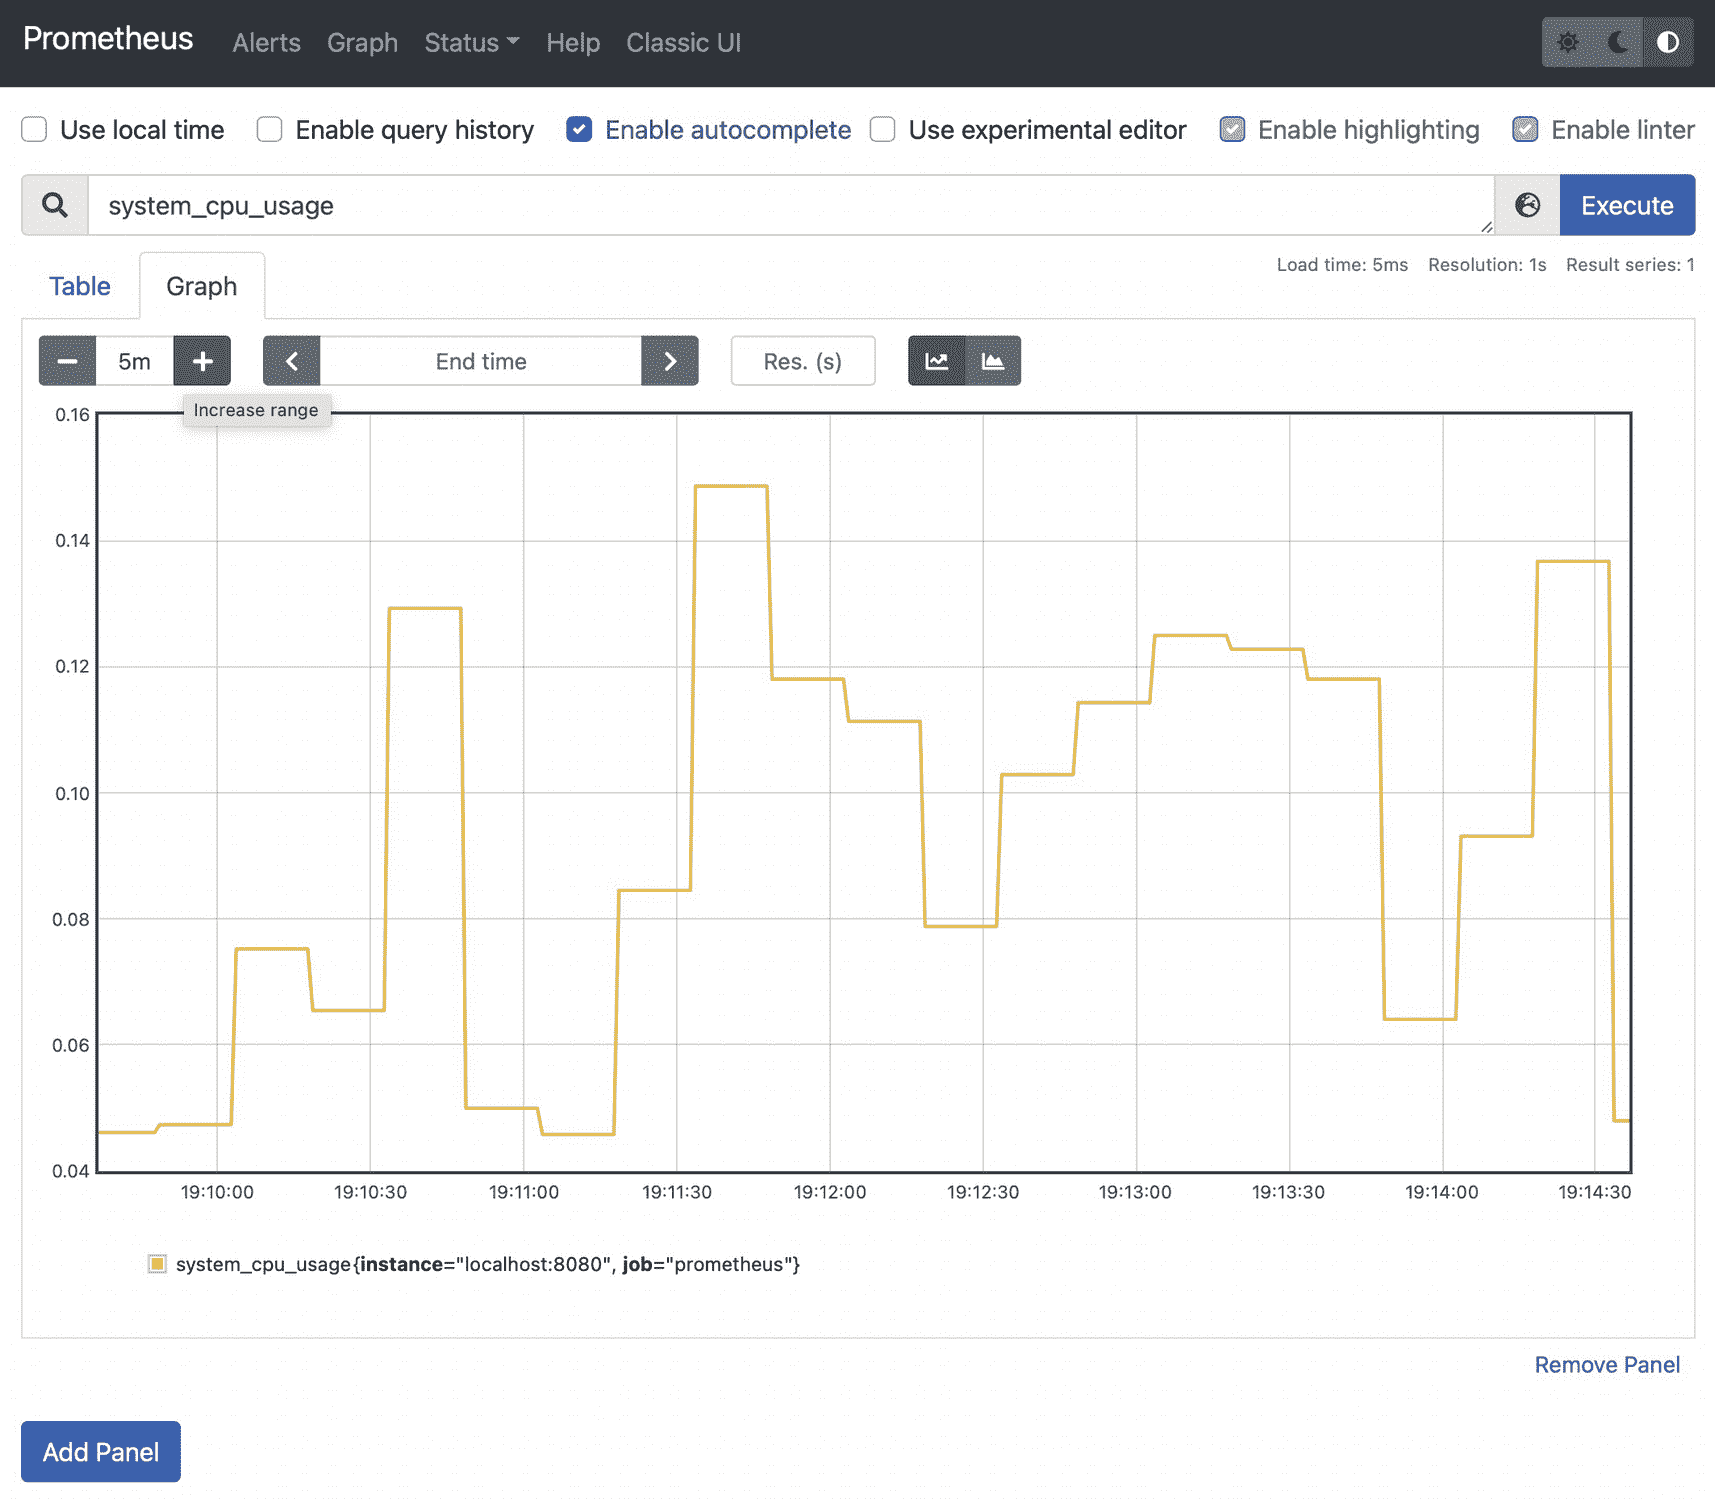 Prometheus Alerts Graph Status Help Classic UI
Use local time Enable query history Enable autocomplete Use experimental editor Enable highlighting Enable linter
system_cpu_usage Execute
Load time: 5ms Resolution: 1s Result series: 1
Table Graph
5m End time Res. (s)
Increase range
0.16
0.14
0.12
0.10
0.08
0.06
0.04
19:10:00 19:10:30 19:11:00 19:11:30 19:12:00 19:12:30 19:13:00 19:13:30 19:14:00 19:14:30
system_cpu_usage{instance="localhost:8080", job="prometheus"}
Remove Panel
Add Panel